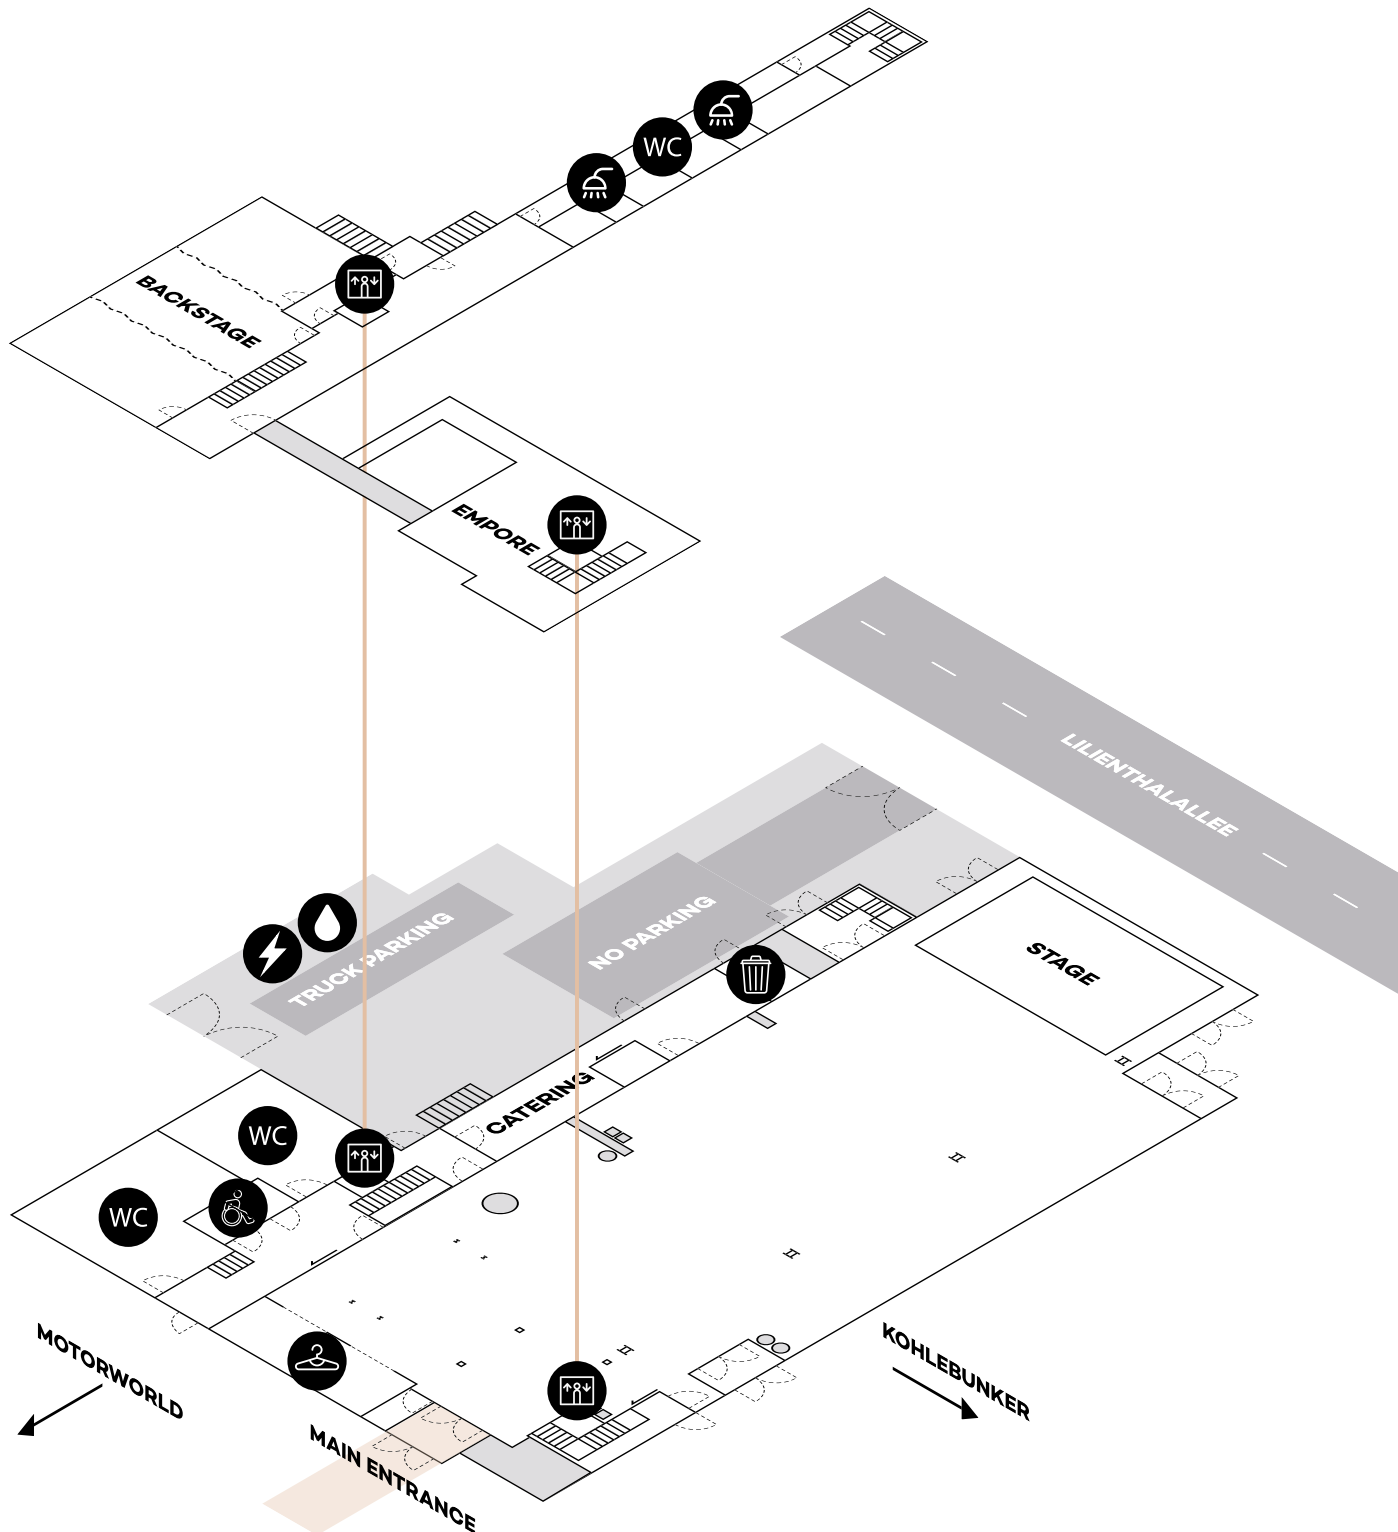 WC
BACKSTAGE
EMPORE
LILIENTHALALLEE
TRUCK PARKING
NO PARKING
STAGE
CATERING
WC
WC
MOTORWORLD
KOHLEBUNKER
MAIN ENTRANCE